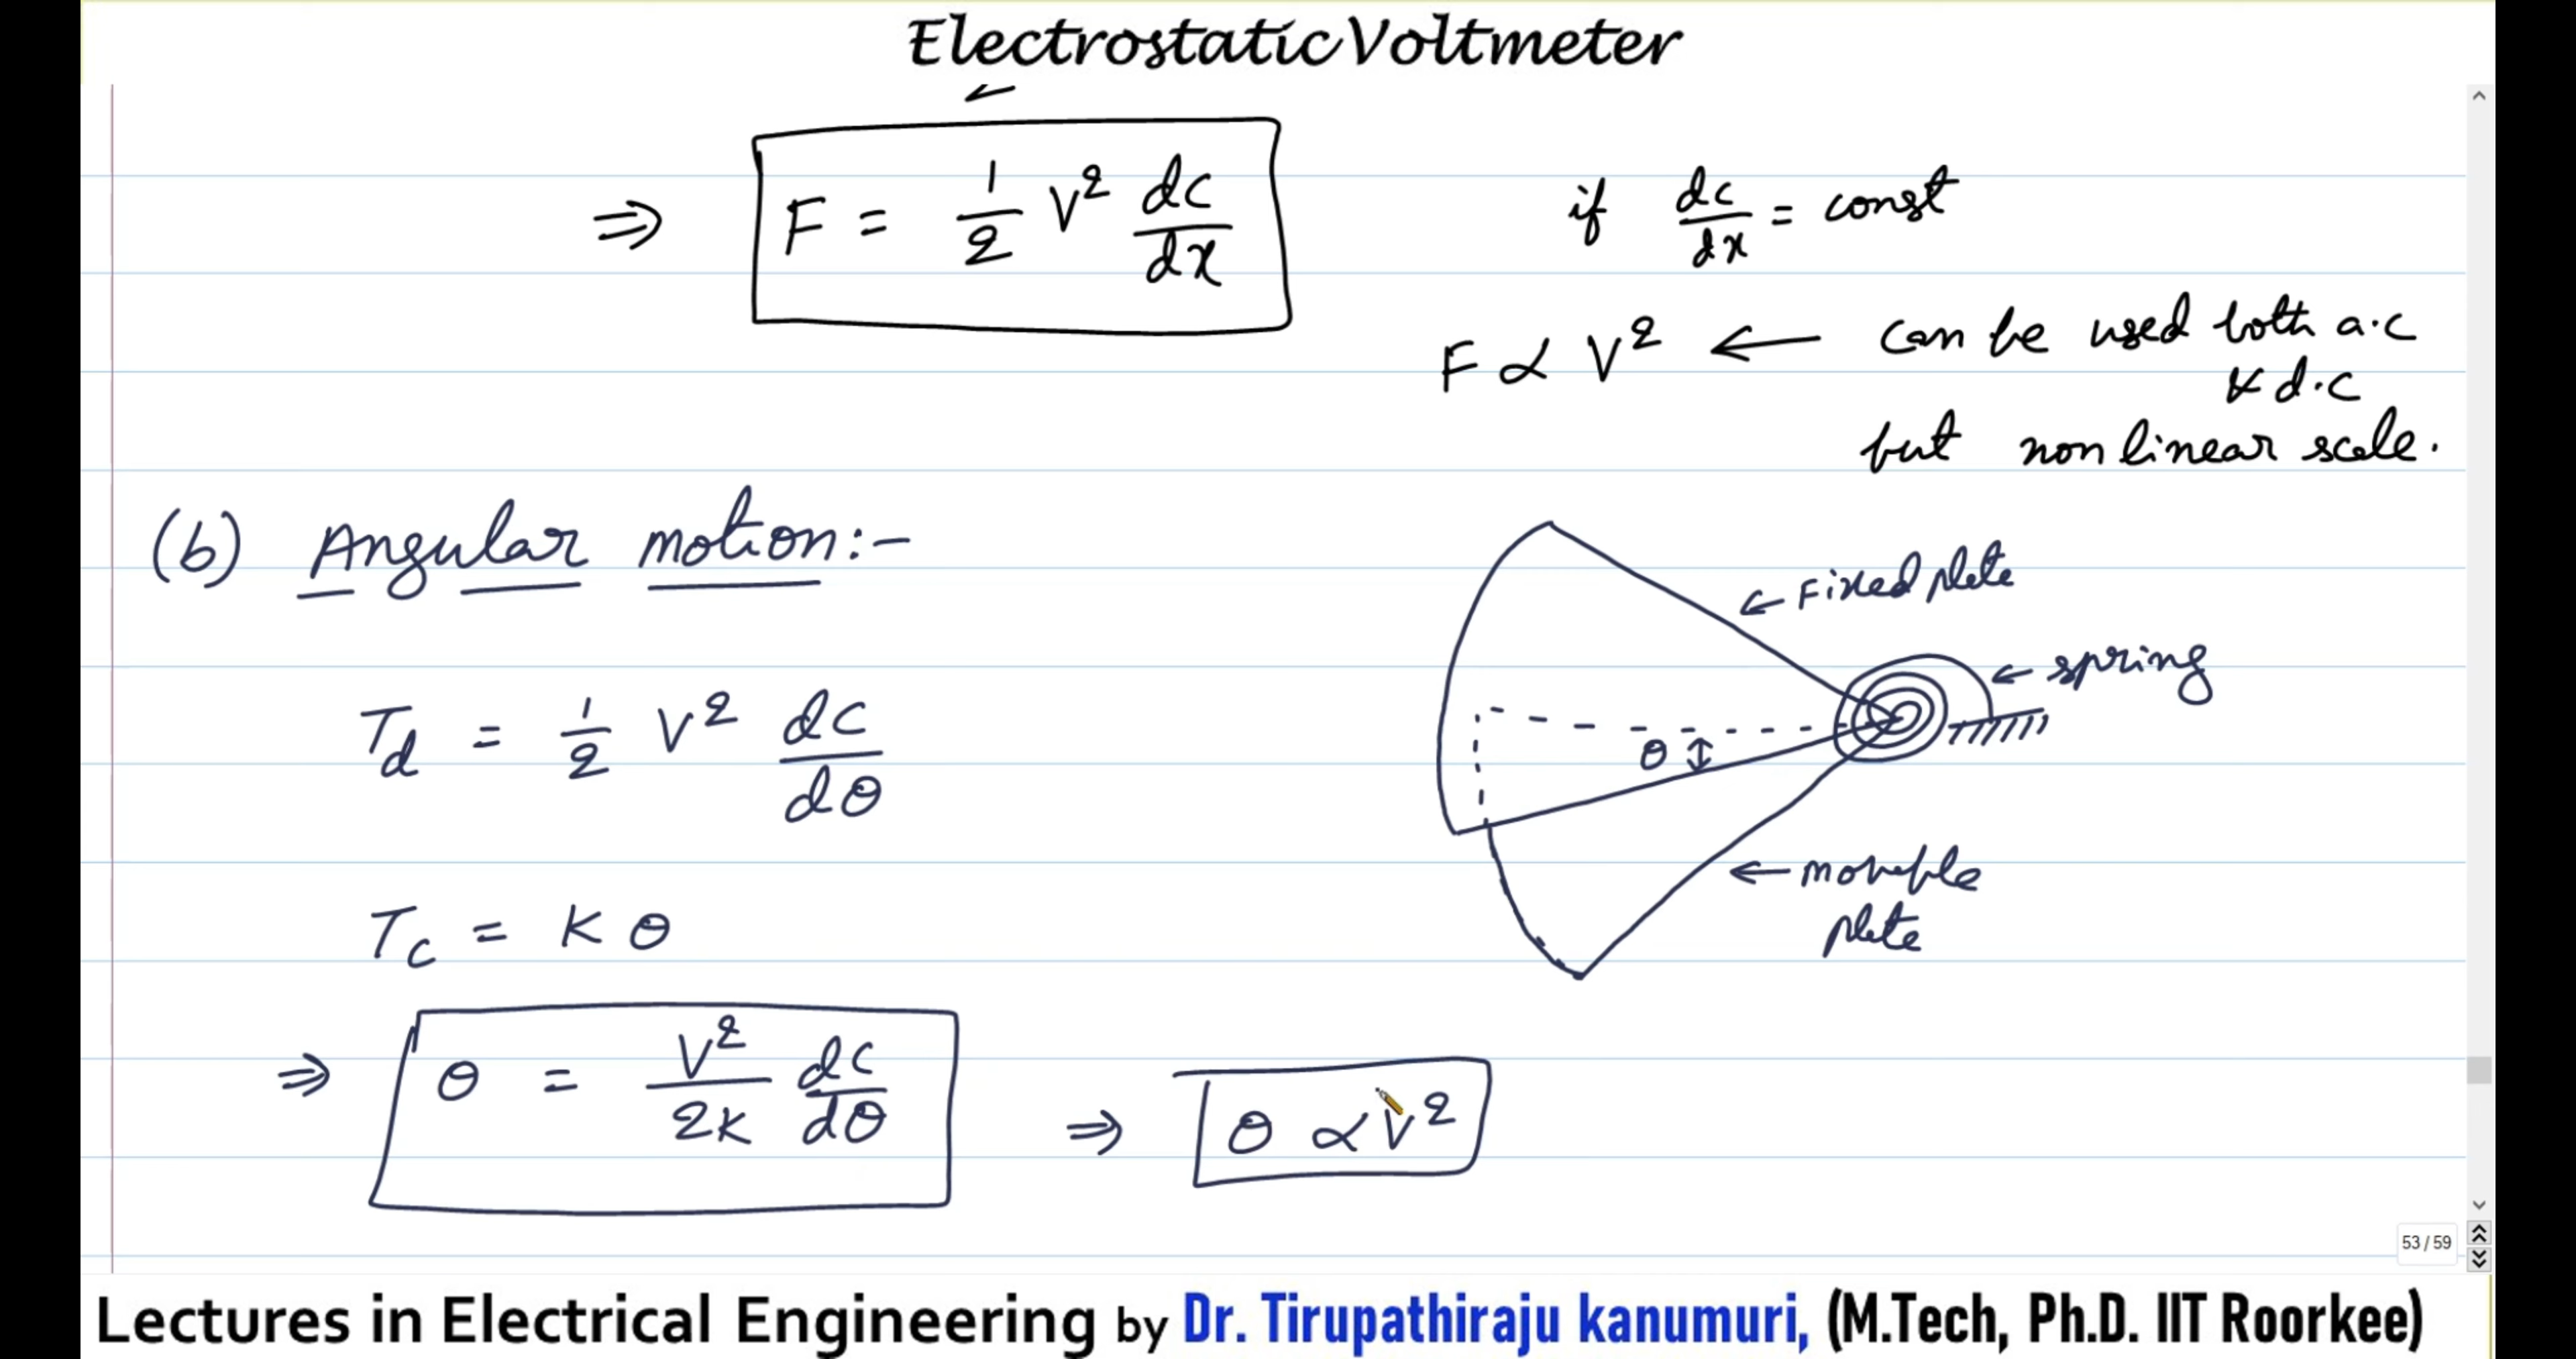 Electrostatic Voltmeter
⇒ F = 1/2 V² dc/dx
if dc/dx = const
F ∝ V² ← can be used both a.c
& d.c
but non linear scale.
(b) Angular motion:-
← Fixed plate
← spring
Td = 1/2 V² dc/dθ
θ
← moveble
plate
Tc = K θ
⇒ θ = V²/2K dc/dθ ⇒ θ ∝ V²
53 / 59
Lectures in Electrical Engineering by Dr. Tirupathiraju kanumuri, (M.Tech, Ph.D. IIT Roorkee)